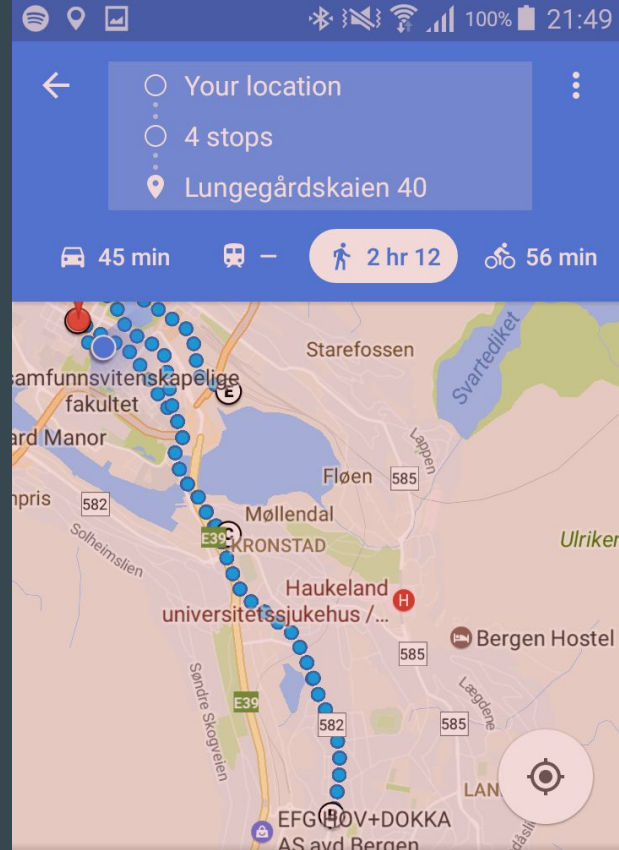 100% 21:49
Your location
4 stops
Lungegårdskaien 40
45 min – 2 hr 12 56 min
Starefossen
Svartediket
samfunnsvitenskapelige
fakultet
E
ard Manor
Lappen
Fløen 585
npris 582
Møllendal
Solheimslien
E39 C KRONSTAD
Ulriken
Haukeland
universitetssjukehus /... H
Bergen Hostel
585
Søndre Skogveien
Lægdene
E39
582 585
LAN
EFG HOV+DOKKA
AS avd Bergen